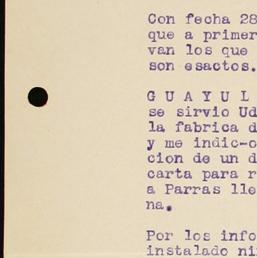 Con fecha 28
que a primer
van los que
son esactos.
G U A Y U L
se sirvio Ud
la fabrica d
y me indic-c
cion de un d
carta para r
a Parras lle
na.
Por los info
instalado ni